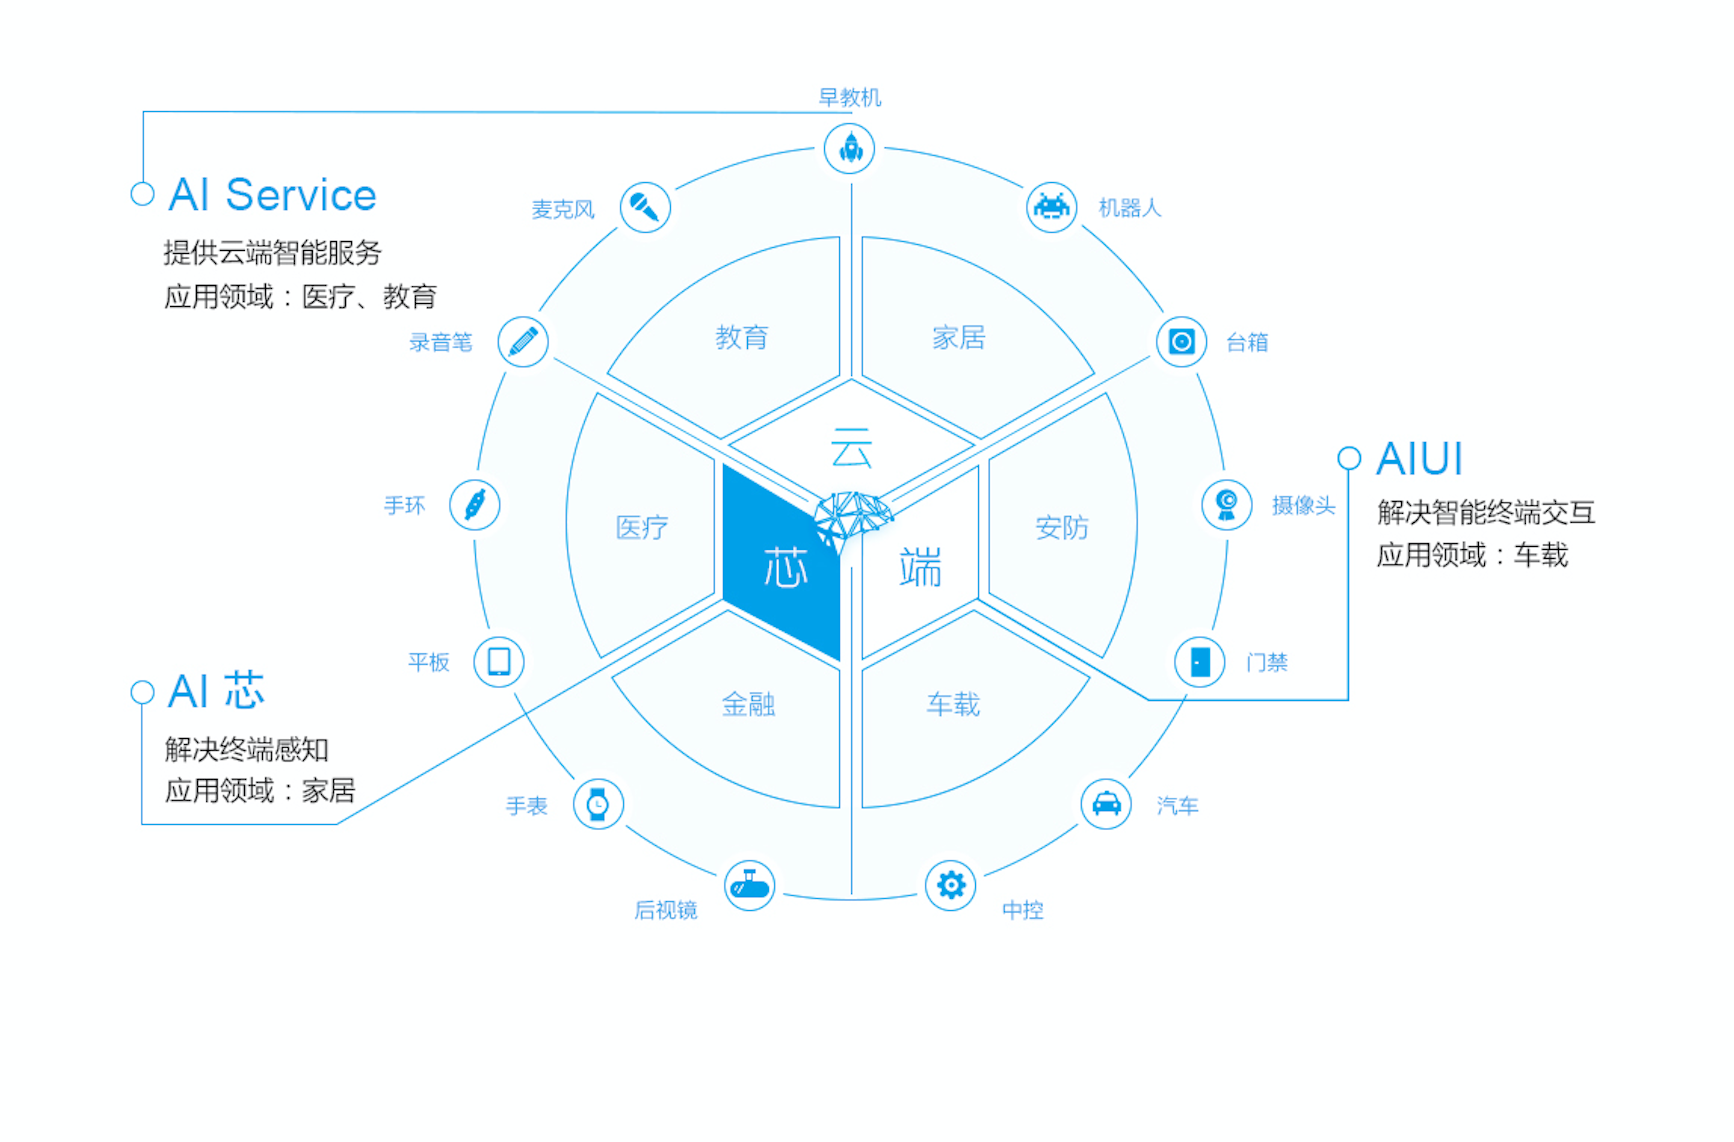 早教机
AI Service
提供云端智能服务
应用领域：医疗、教育
麦克风
机器人
录音笔
台箱
教育
家居
云
手环
医疗
芯
端
安防
摄像头
AIUI
解决智能终端交互
应用领域：车载
平板
门禁
金融
车载
AI 芯
解决终端感知
应用领域：家居
手表
汽车
后视镜
中控